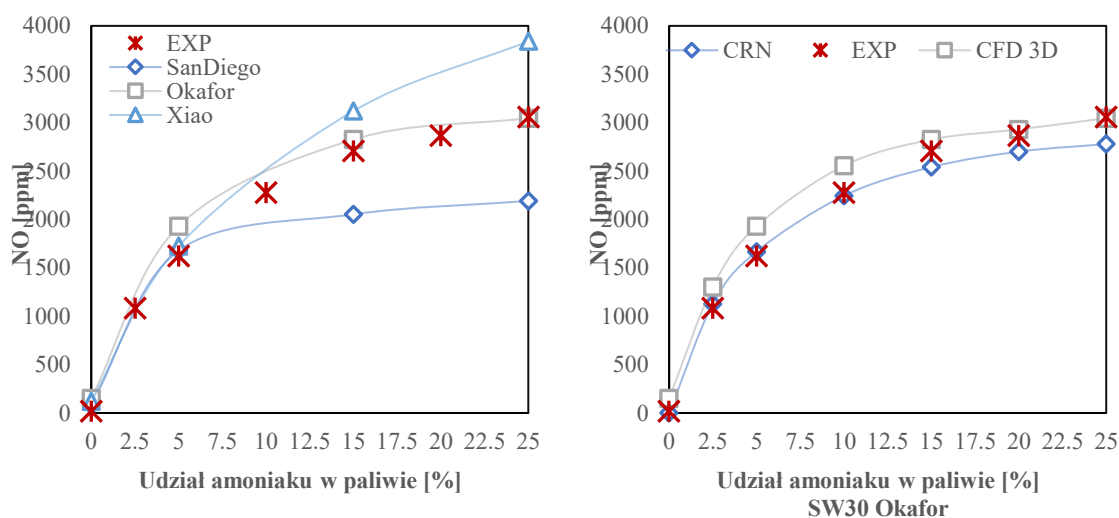 4000
3500
3000
2500
2000
1500
1000
500
0
NO [ppm]
EXP
SanDiego
Okafor
Xiao
0 2.5 5 7.5 10 12.5 15 17.5 20 22.5 25
Udział amoniaku w paliwie [%]
4000
3500
3000
2500
2000
1500
1000
500
0
NO [ppm]
CRN EXP CFD 3D
0 2.5 5 7.5 10 12.5 15 17.5 20 22.5 25
Udział amoniaku w paliwie [%]
SW30 Okafor